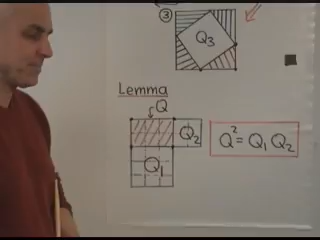 ③
Q₃
Lemma
Q
Q₂
Q² = Q₁ Q₂
Q₁